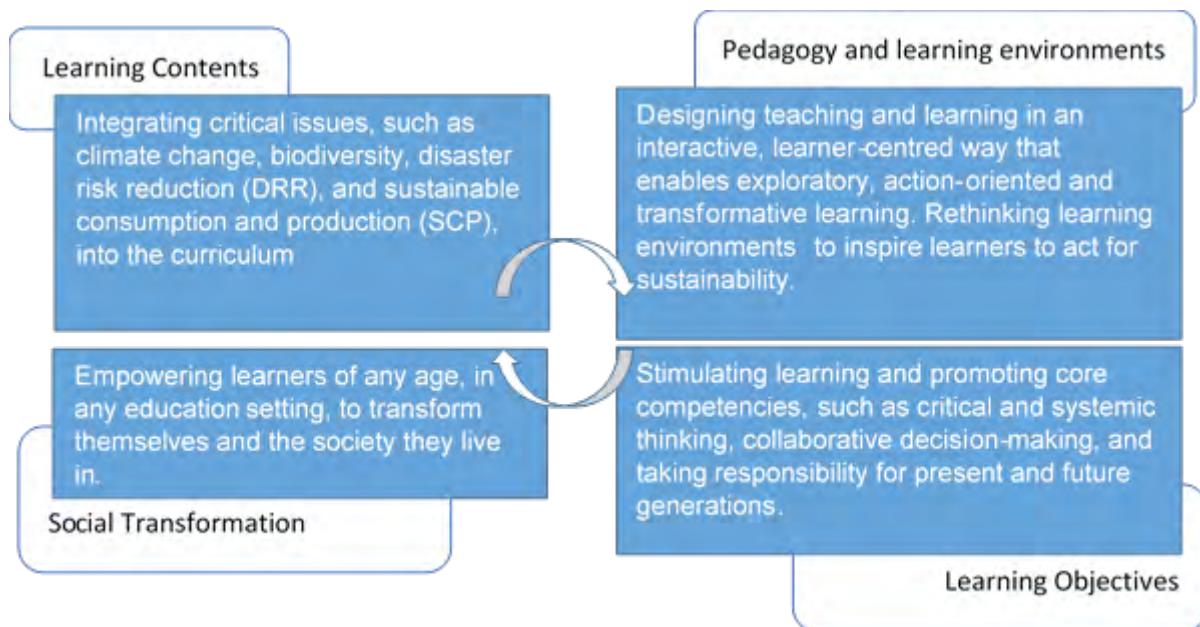 Learning Contents
Integrating critical issues, such as
climate change, biodiversity, disaster
risk reduction (DRR), and sustainable
consumption and production (SCP),
into the curriculum
Pedagogy and learning environments
Designing teaching and learning in an
interactive, learner-centred way that
enables exploratory, action-oriented and
transformative learning. Rethinking learning
environments to inspire learners to act for
sustainability.
Empowering learners of any age, in
any education setting, to transform
themselves and the society they live
in.
Social Transformation
Stimulating learning and promoting core
competencies, such as critical and systemic
thinking, collaborative decision-making, and
taking responsibility for present and future
generations.
Learning Objectives